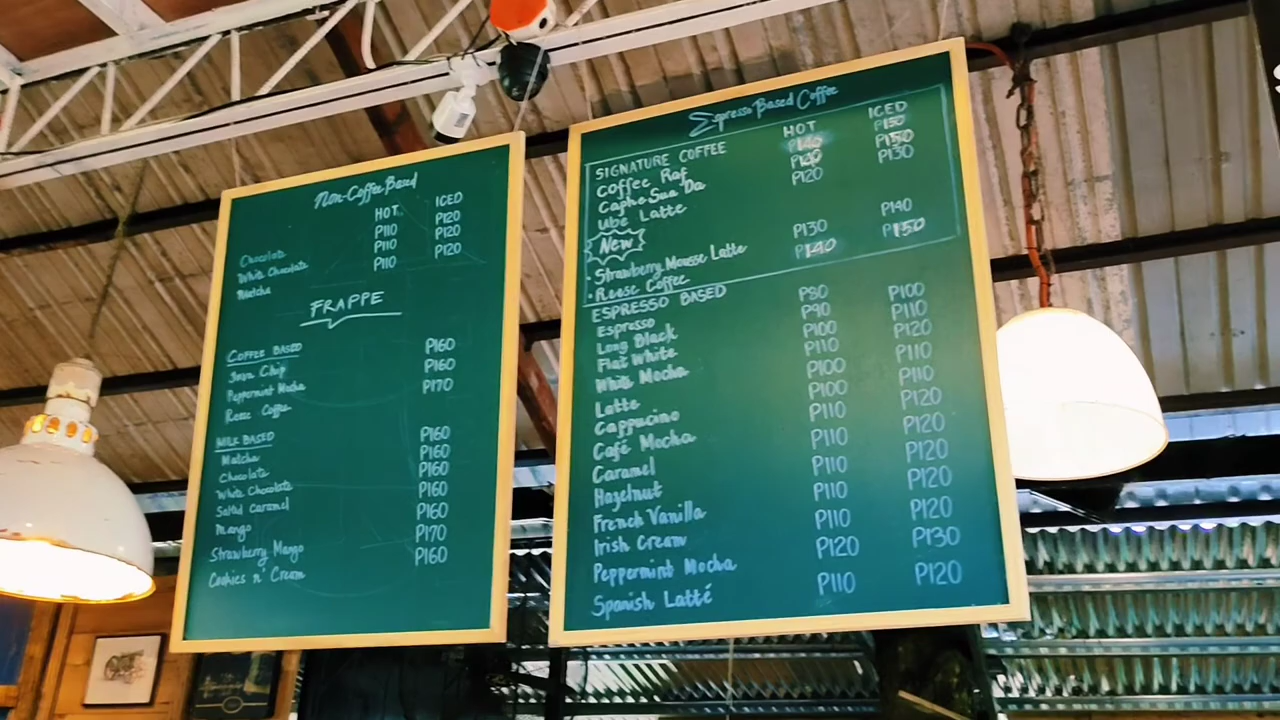 Non-Coffee Based
HOT ICED
Chocolate P110 P120
White Chocolate P110 P120
Matcha P110 P120
FRAPPE
COFFEE BASED
Java Chip P160
Peppermint Mocha P160
Reese Coffee P170
MILK BASED
Matcha P160
Chocolate P160
White Chocolate P160
Salted Caramel P160
Mango P160
Strawberry Mango P170
Cookies n' Cream P160
Espresso Based Coffee
HOT ICED
SIGNATURE COFFEE
Coffee Raf P140 P150
Caphe Sua Da P150
Ube Latte P120 P130
New
• Strawberry Mousse Latte P130 P140
• Reese Coffee P140 P150
ESPRESSO BASED
Espresso P80
Long Black P90 P100
Flat White P100 P110
White Mocha P110 P120
Latte P100 P110
Cappucino P100 P110
Café Mocha P110 P120
Caramel P110 P120
Hazelnut P110 P120
French Vanilla P110 P120
Irish Cream P110 P120
Peppermint Mocha P120 P130
Spanish Latté P110 P120